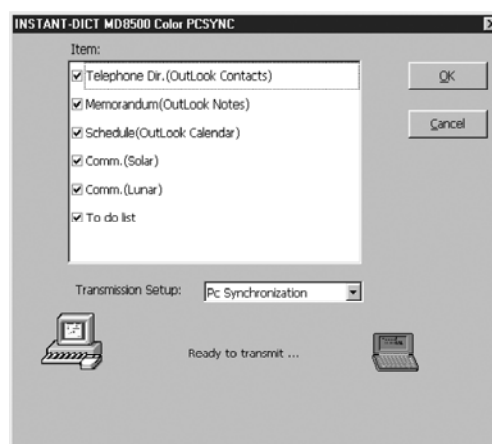 INSTANT-DICT MD8500 Color PCSYNC
Item:
Telephone Dir.(OutLook Contacts)
Memorandum(OutLook Notes)
Schedule(OutLook Calendar)
Comm.(Solar)
Comm.(Lunar)
To do list
OK
Cancel
Transmission Setup: Pc Synchronization
Ready to transmit ...